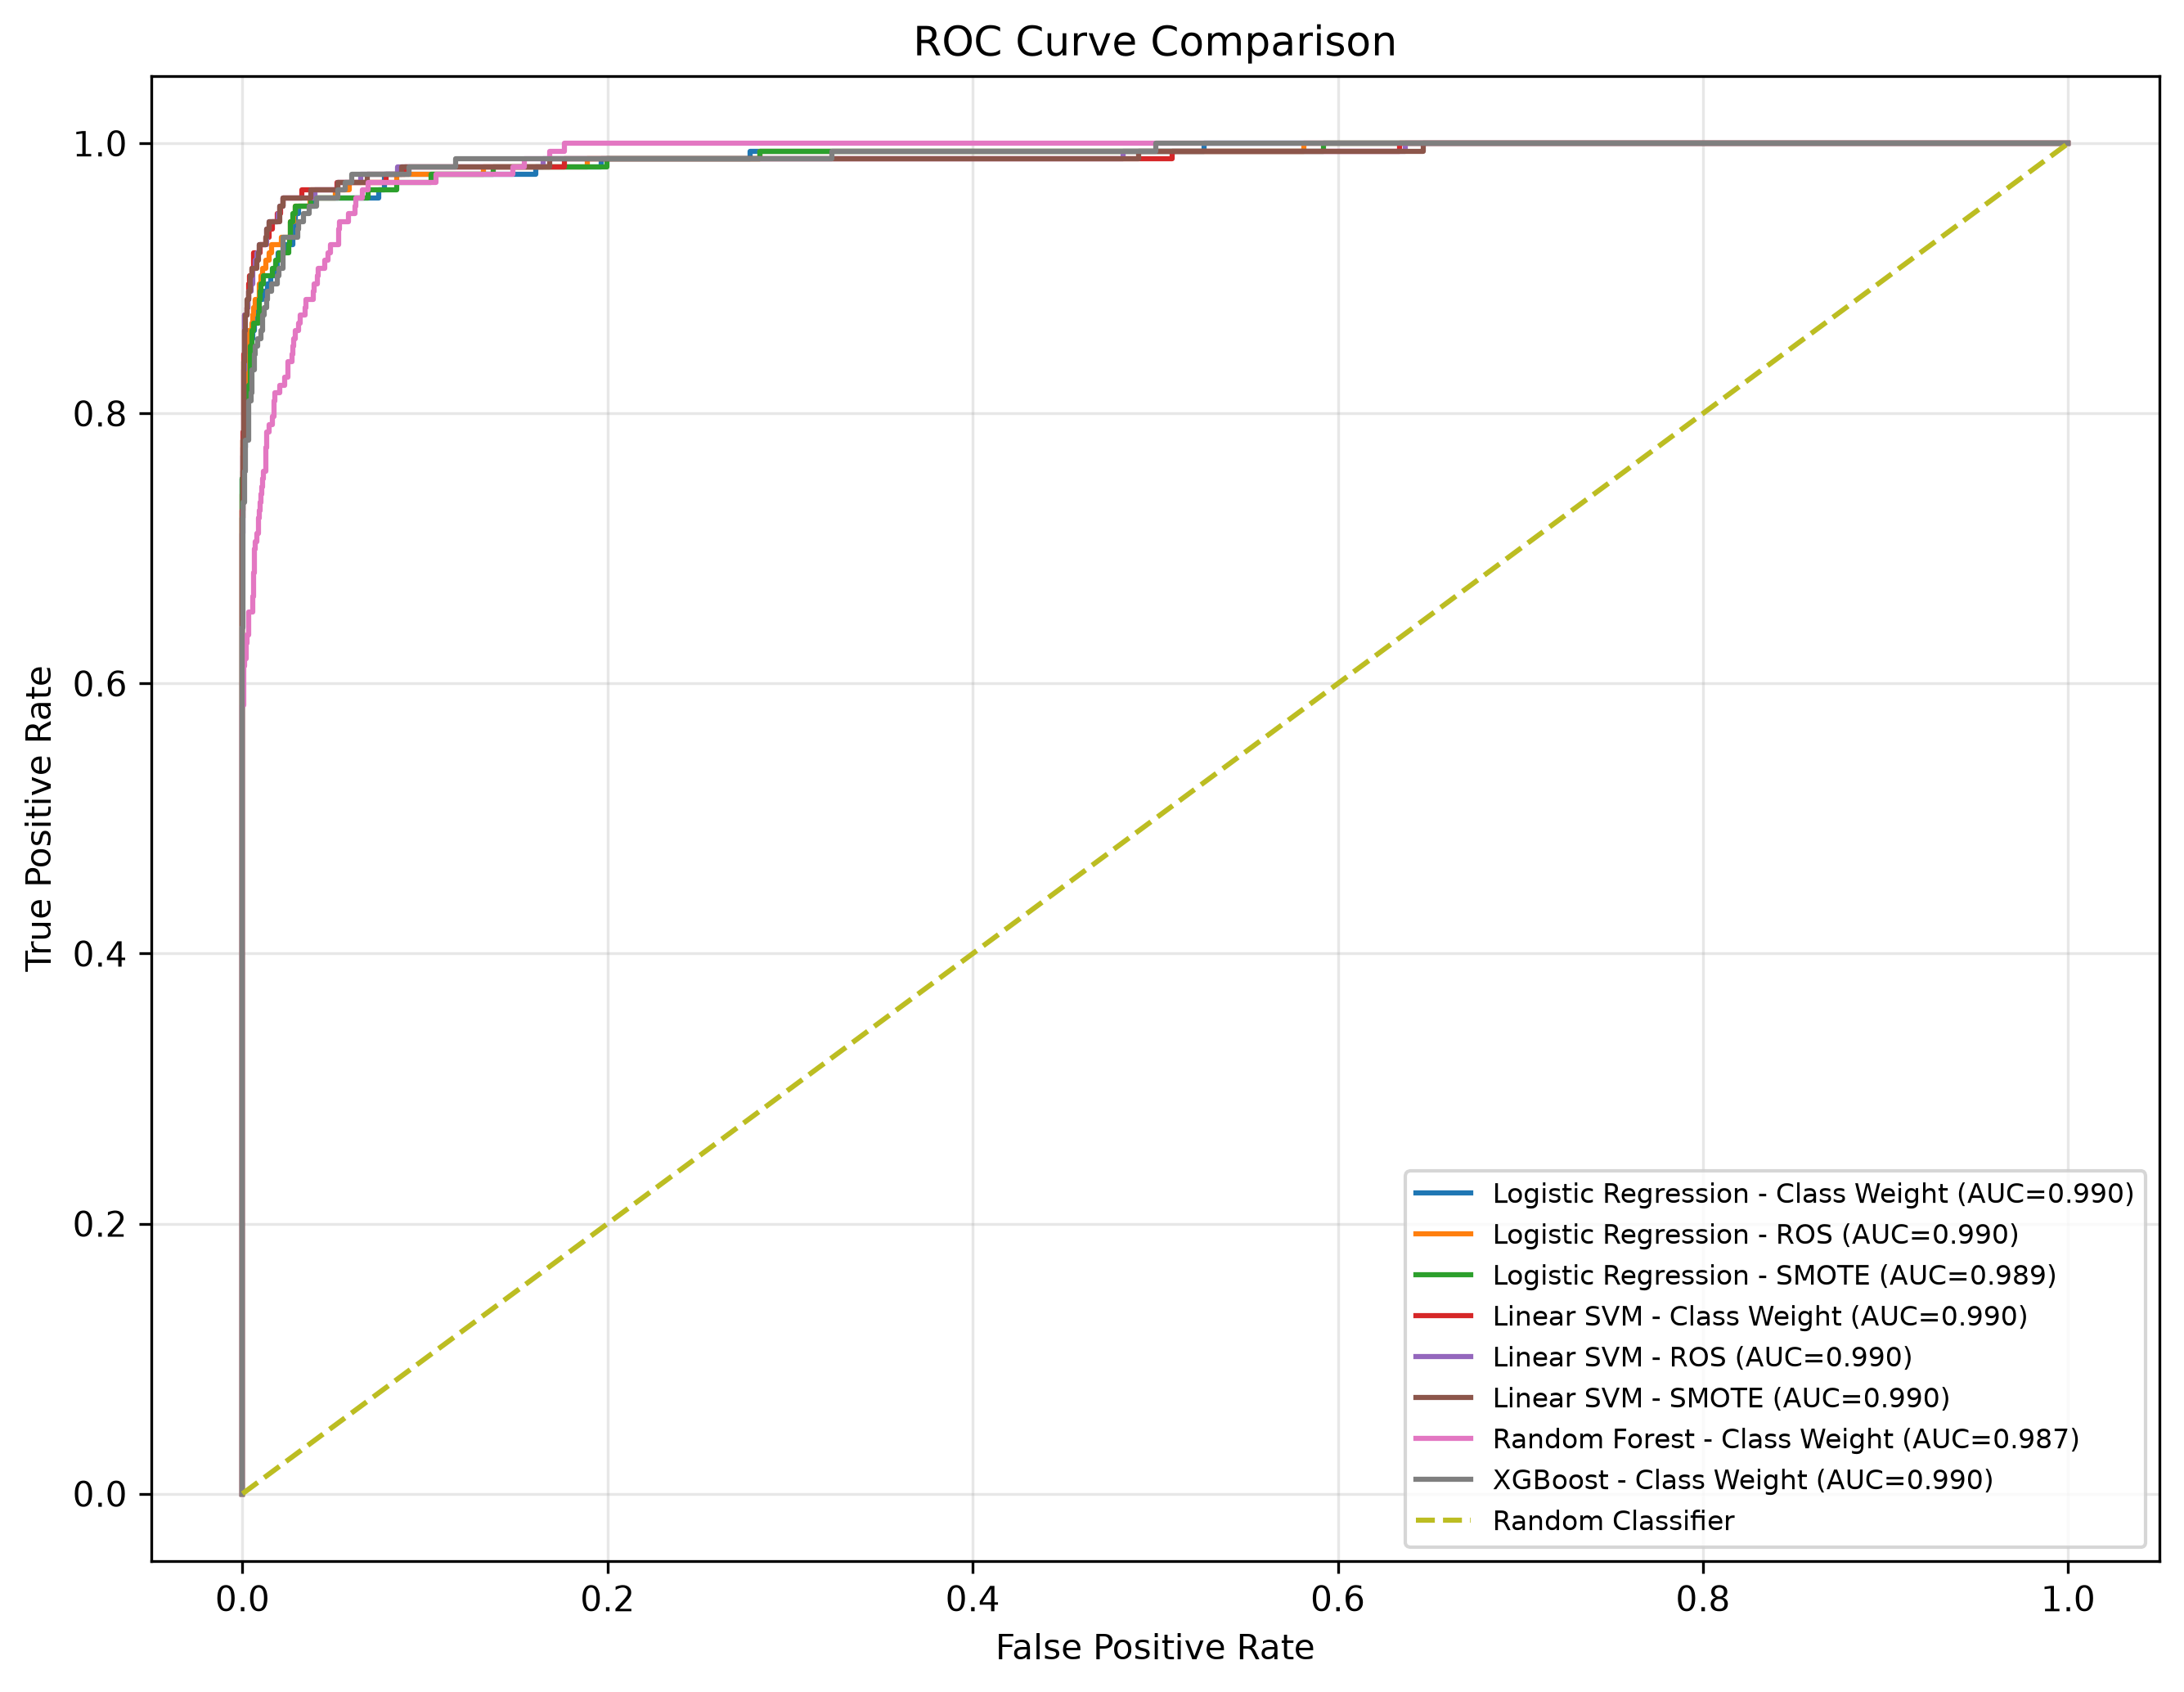 ROC Curve Comparison
True Positive Rate
1.0
0.8
0.6
0.4
0.2
0.0
Logistic Regression - Class Weight (AUC=0.990)
Logistic Regression - ROS (AUC=0.990)
Logistic Regression - SMOTE (AUC=0.989)
Linear SVM - Class Weight (AUC=0.990)
Linear SVM - ROS (AUC=0.990)
Linear SVM - SMOTE (AUC=0.990)
Random Forest - Class Weight (AUC=0.987)
XGBoost - Class Weight (AUC=0.990)
Random Classifier
0.0 0.2 0.4 0.6 0.8 1.0
False Positive Rate